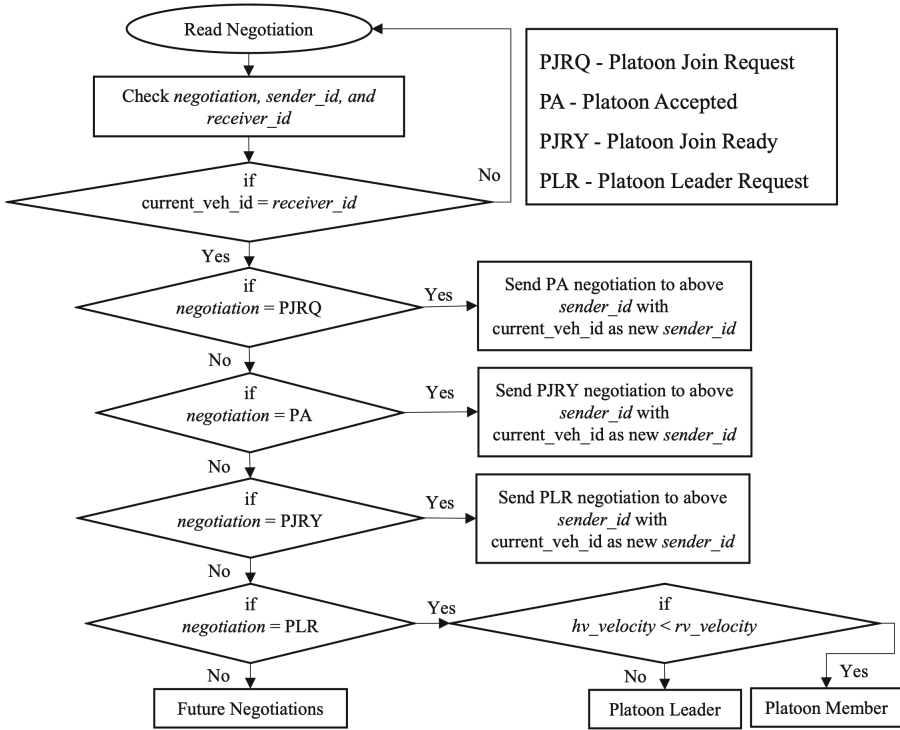 Read Negotiation
Check negotiation, sender_id, and
receiver_id
if
current_veh_id = receiver_id
No
Yes
PJRQ - Platoon Join Request
PA - Platoon Accepted
PJRY - Platoon Join Ready
PLR - Platoon Leader Request
if
negotiation = PJRQ
Yes
Send PA negotiation to above
sender_id with
current_veh_id as new sender_id
No
if
negotiation = PA
Yes
Send PJRY negotiation to above
sender_id with
current_veh_id as new sender_id
No
if
negotiation = PJRY
Yes
Send PLR negotiation to above
sender_id with
current_veh_id as new sender_id
No
if
negotiation = PLR
Yes
if
hv_velocity < rv_velocity
No
No
Yes
Future Negotiations
Platoon Leader
Platoon Member